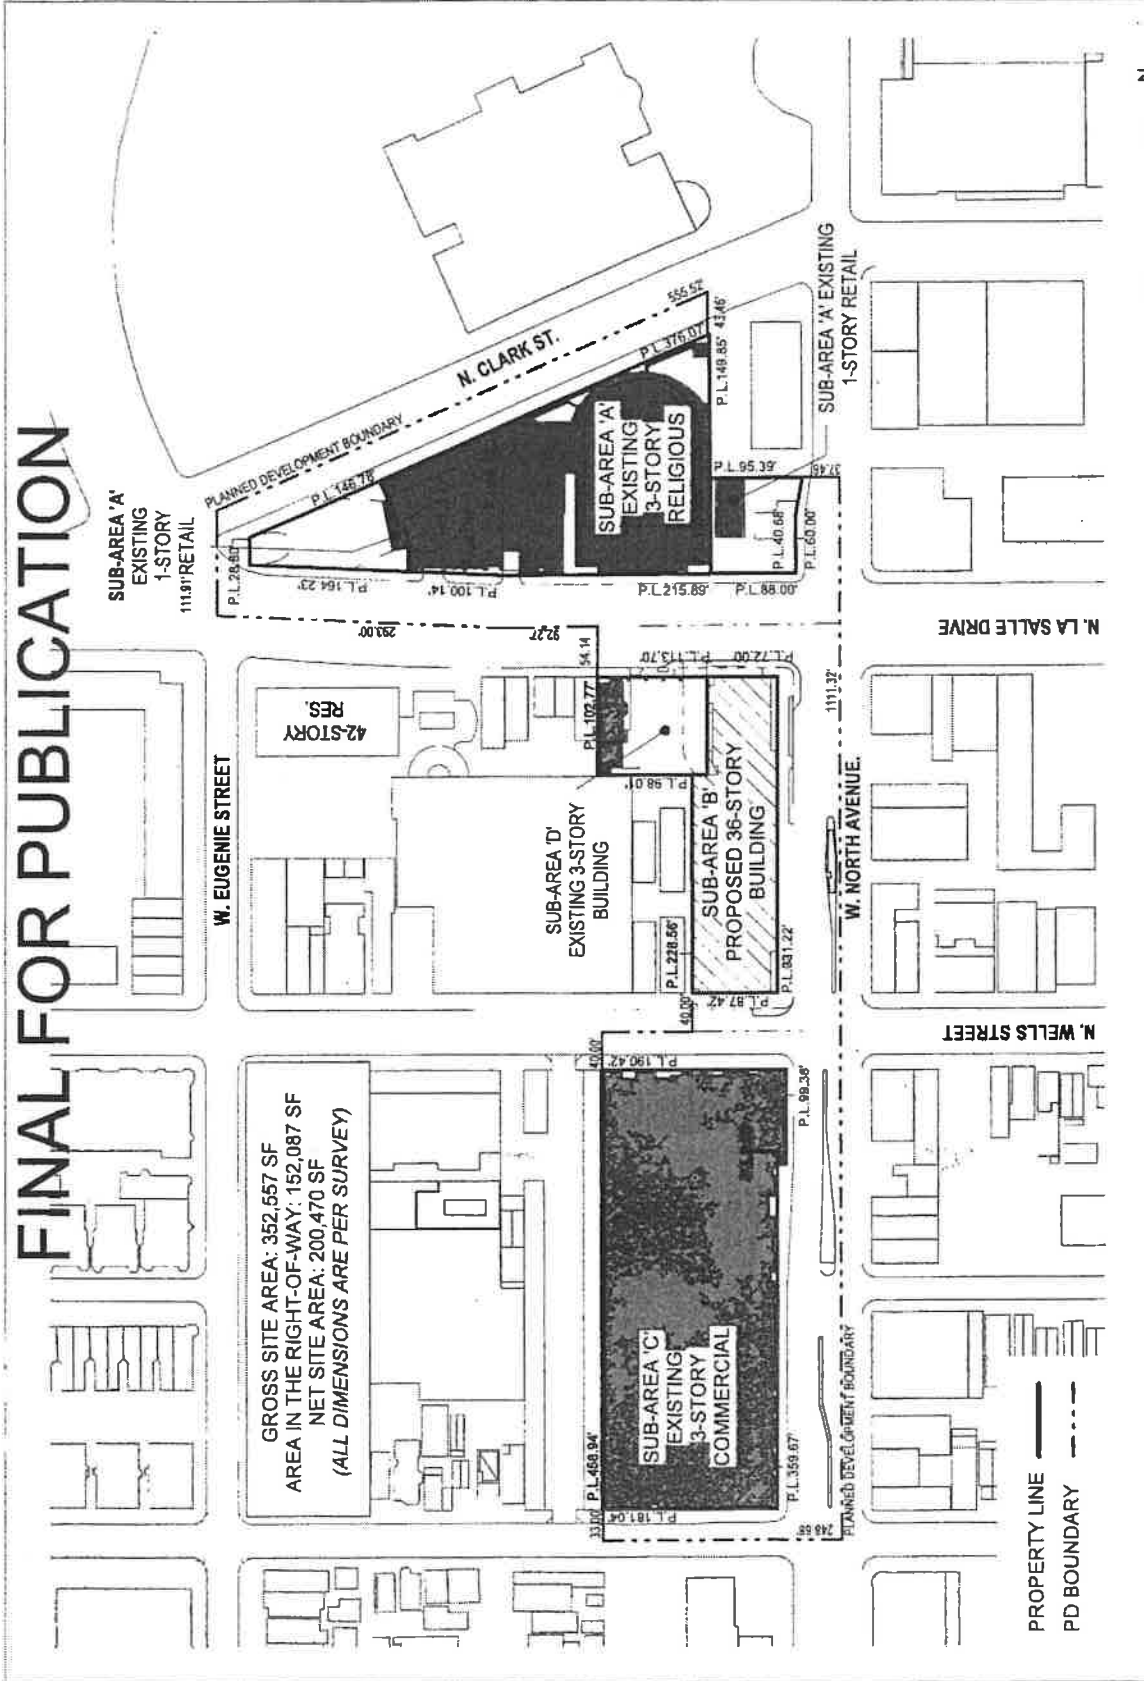 FINAL FOR PUBLICATION
GROSS SITE AREA: 352,557 SF
AREA IN THE RIGHT-OF-WAY: 152,087 SF
NET SITE AREA: 200,470 SF
(ALL DIMENSIONS ARE PER SURVEY)
W. EUGENIE STREET
42-STORY
RES.
SUB-AREA 'A'
EXISTING
1-STORY
111.91' RETAIL
PLANNED DEVELOPMENT BOUNDARY
N. CLARK ST.
P.L.28.80'
P.L.146.78'
P.L.376.07'
555.52'
P.L.164.23'
P.L.100.14'
P.L.215.89'
P.L.88.00'
293.00'
92.27'
54.14
SUB-AREA 'A'
EXISTING
3-STORY
RELIGIOUS
P.L.149.85'
43.46'
P.L.95.39'
37.46'
P.L.40.68'
P.L.60.00'
SUB-AREA 'A' EXISTING
1-STORY RETAIL
SUB-AREA 'D'
EXISTING 3-STORY
BUILDING
P.L.102.77'
P.L.113.70'
P.L.72.00'
P.L.98.01'
P.L.228.56'
SUB-AREA 'B'
PROPOSED 36-STORY
BUILDING
P.L.87.42'
P.L.331.22'
40.00'
40.00'
P.L.190.42'
P.L.99.38'
P.L.458.94'
SUB-AREA 'C'
EXISTING
3-STORY
COMMERCIAL
P.L.359.67'
33.00'
P.L.181.04'
248.68'
PLANNED DEVELOPMENT BOUNDARY
1111.32'
W. NORTH AVENUE.
N. LA SALLE DRIVE
N. WELLS STREET
PROPERTY LINE
PD BOUNDARY
N